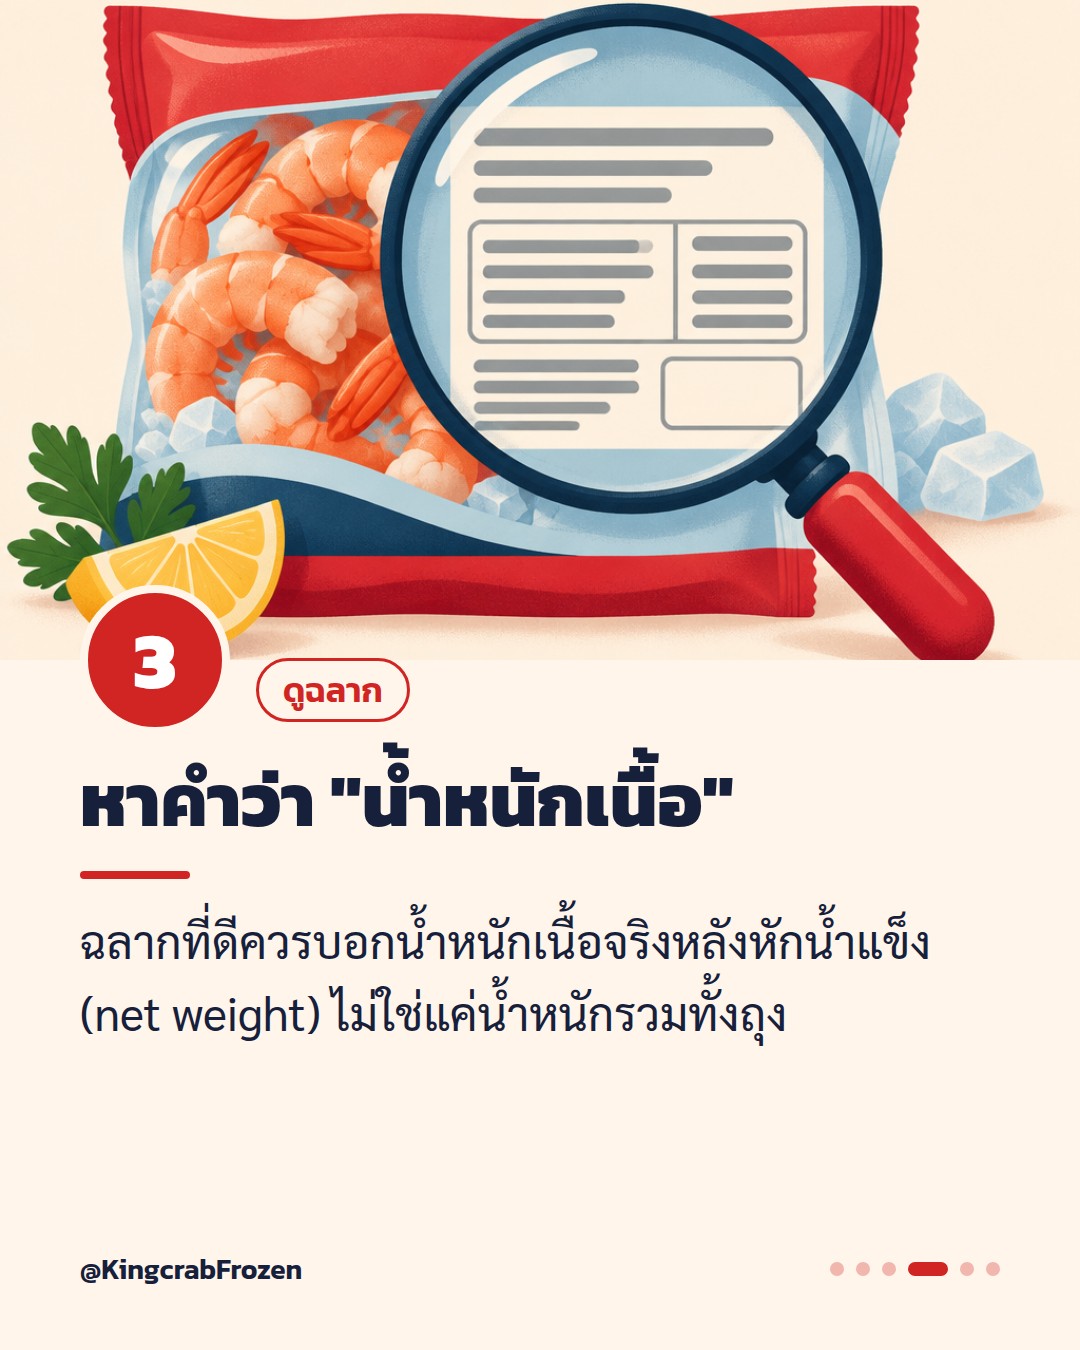 3
ดูฉลาก
หาคำว่า "น้ำหนักเนื้อ"
ฉลากที่ดีควรบอกน้ำหนักเนื้อจริงหลังหักน้ำแข็ง
(net weight) ไม่ใช่แค่น้ำหนักรวมทั้งถุง
@KingcrabFrozen